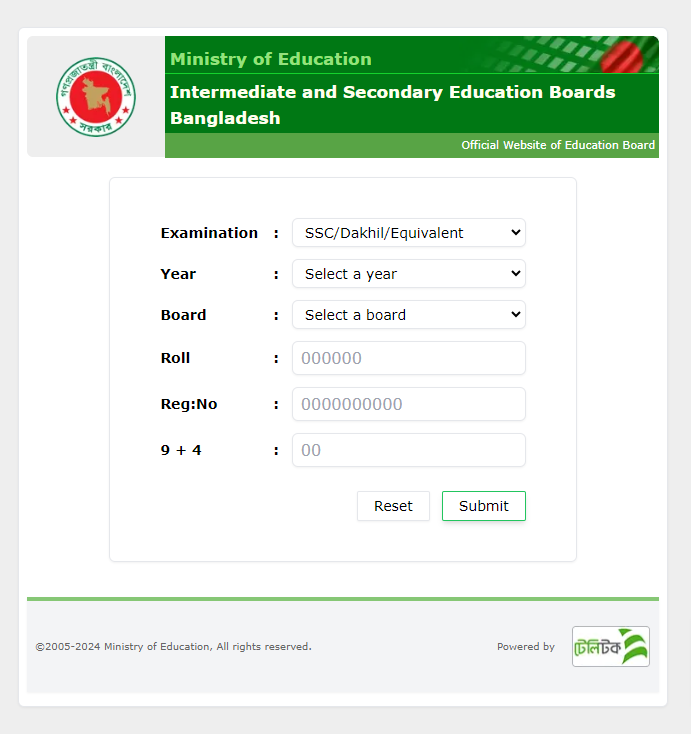 গণপ্রজাতন্ত্রী বাংলাদেশ
সরকার
Ministry of Education
Intermediate and Secondary Education Boards
Bangladesh
Official Website of Education Board
Examination : SSC/Dakhil/Equivalent
Year : Select a year
Board : Select a board
Roll : 000000
Reg:No : 0000000000
9 + 4 : 00
Reset Submit
©2005-2024 Ministry of Education, All rights reserved.
Powered by টেলিটক